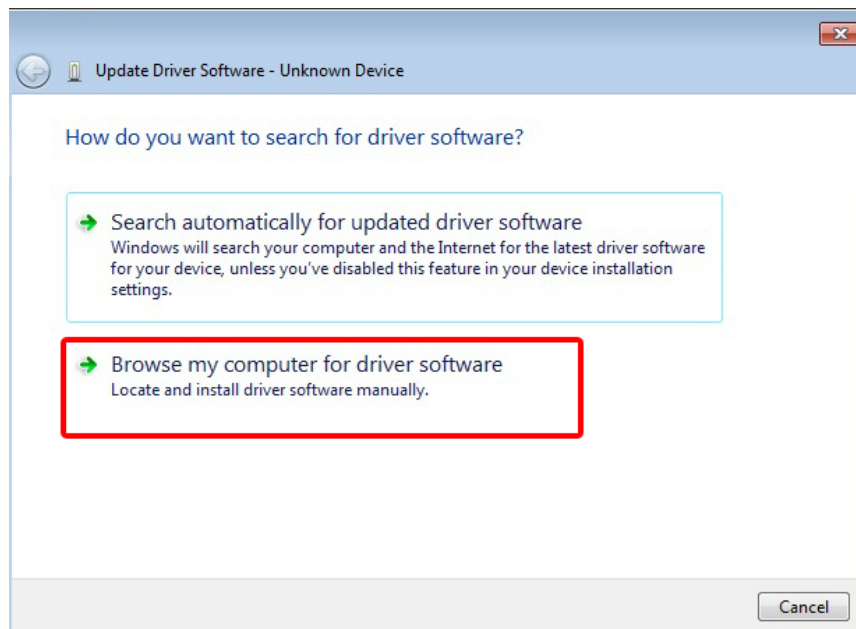 Update Driver Software - Unknown Device
How do you want to search for driver software?
Search automatically for updated driver software
Windows will search your computer and the Internet for the latest driver software
for your device, unless you've disabled this feature in your device installation
settings.
Browse my computer for driver software
Locate and install driver software manually.
Cancel